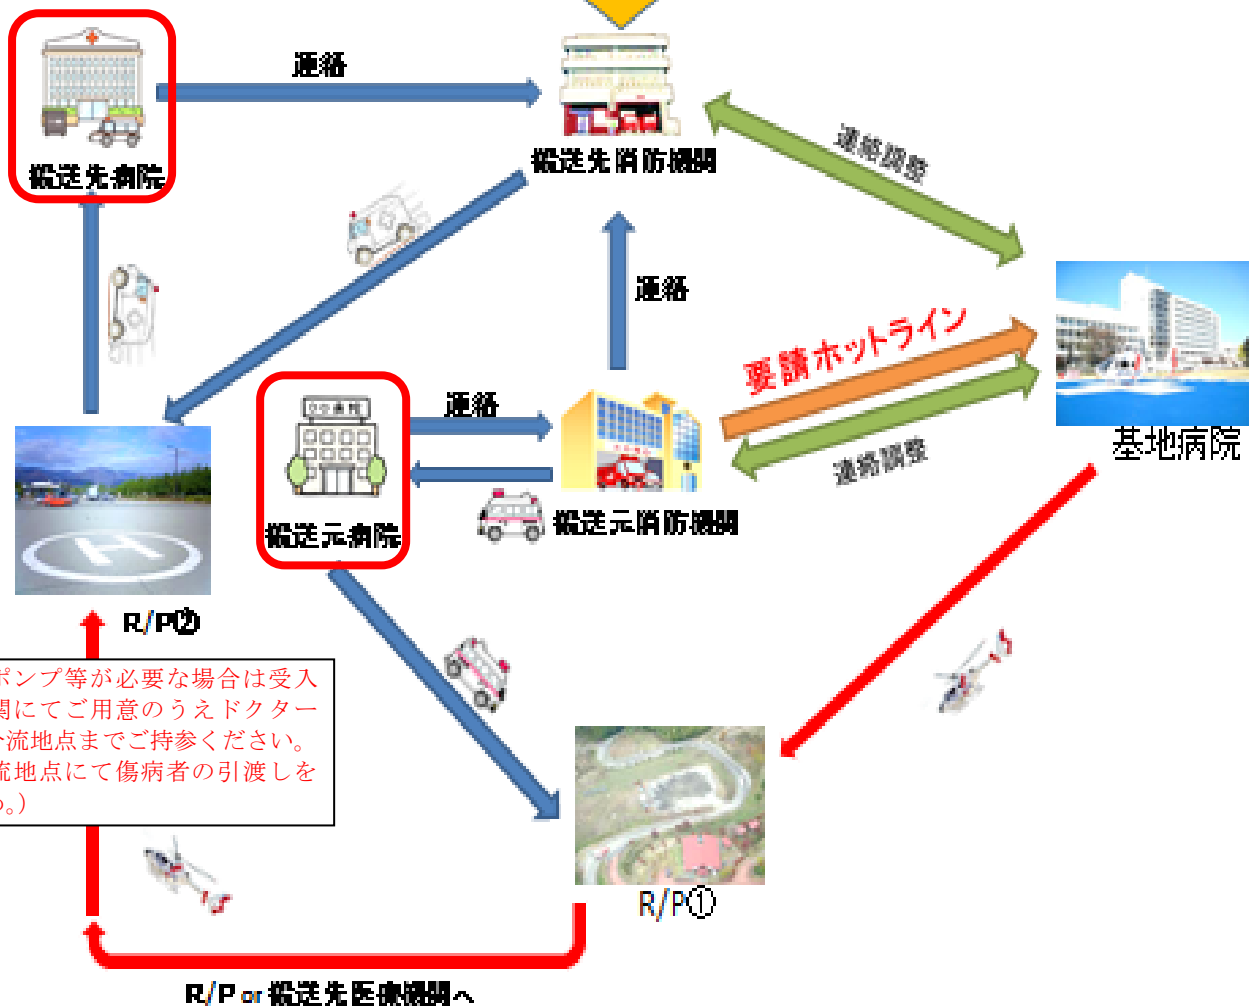 連絡
搬送先病院
搬送先消防機関
連絡調整
連絡
要請ホットライン
連絡調整
基地病院
〇〇病院
連絡
搬送元病院
搬送元消防機関
R/P②
ポンプ等が必要な場合は受入
関にてご用意のうえドクター
合流地点までご持参ください。
流地点にて傷病者の引渡しを
う。)
R/P①
R/P or 搬送先医療機関へ
H